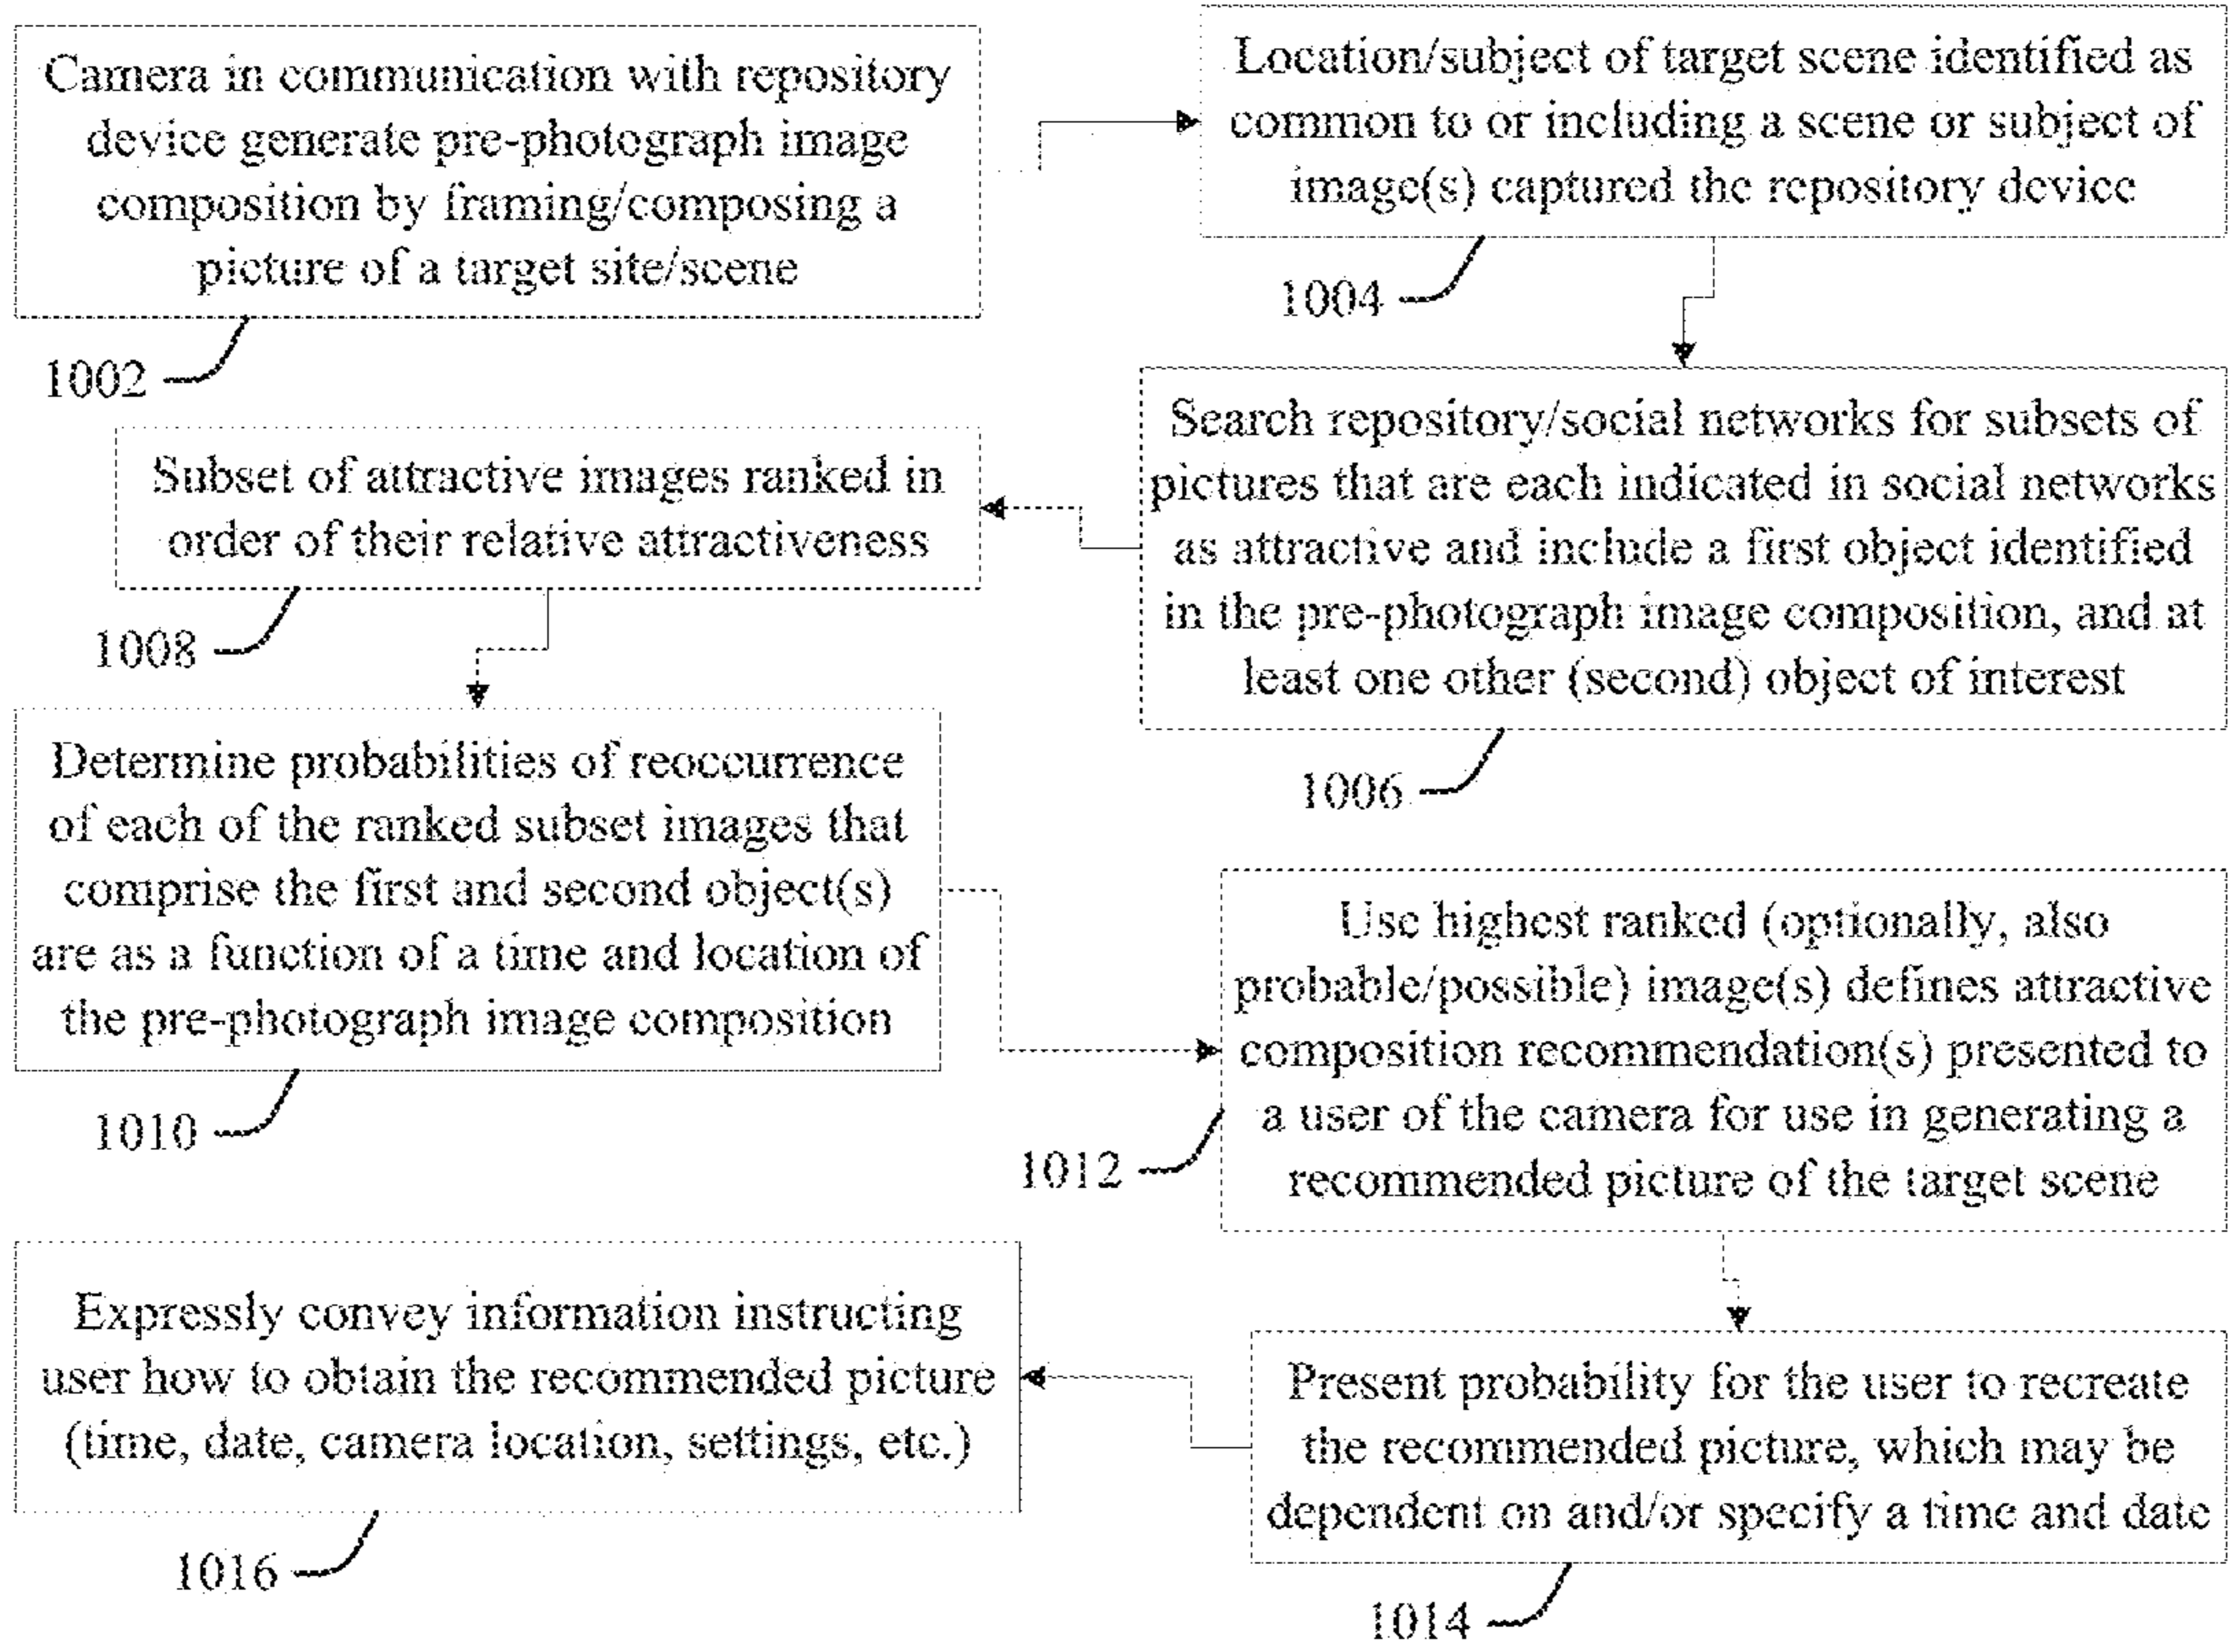 Camera in communication with repository
device generate pre-photograph image
composition by framing/composing a
picture of a target site/scene
1002
Location/subject of target scene identified as
common to or including a scene or subject of
image(s) captured the repository device
1004
Search repository/social networks for subsets of
pictures that are each indicated in social networks
as attractive and include a first object identified
in the pre-photograph image composition, and at
least one other (second) object of interest
1006
Subset of attractive images ranked in
order of their relative attractiveness
1008
Determine probabilities of reoccurrence
of each of the ranked subset images that
comprise the first and second object(s)
are as a function of a time and location of
the pre-photograph image composition
1010
Use highest ranked (optionally, also
probable/possible) image(s) defines attractive
composition recommendation(s) presented to
a user of the camera for use in generating a
recommended picture of the target scene
1012
Present probability for the user to recreate
the recommended picture, which may be
dependent on and/or specify a time and date
1014
Expressly convey information instructing
user how to obtain the recommended picture
(time, date, camera location, settings, etc.)
1016